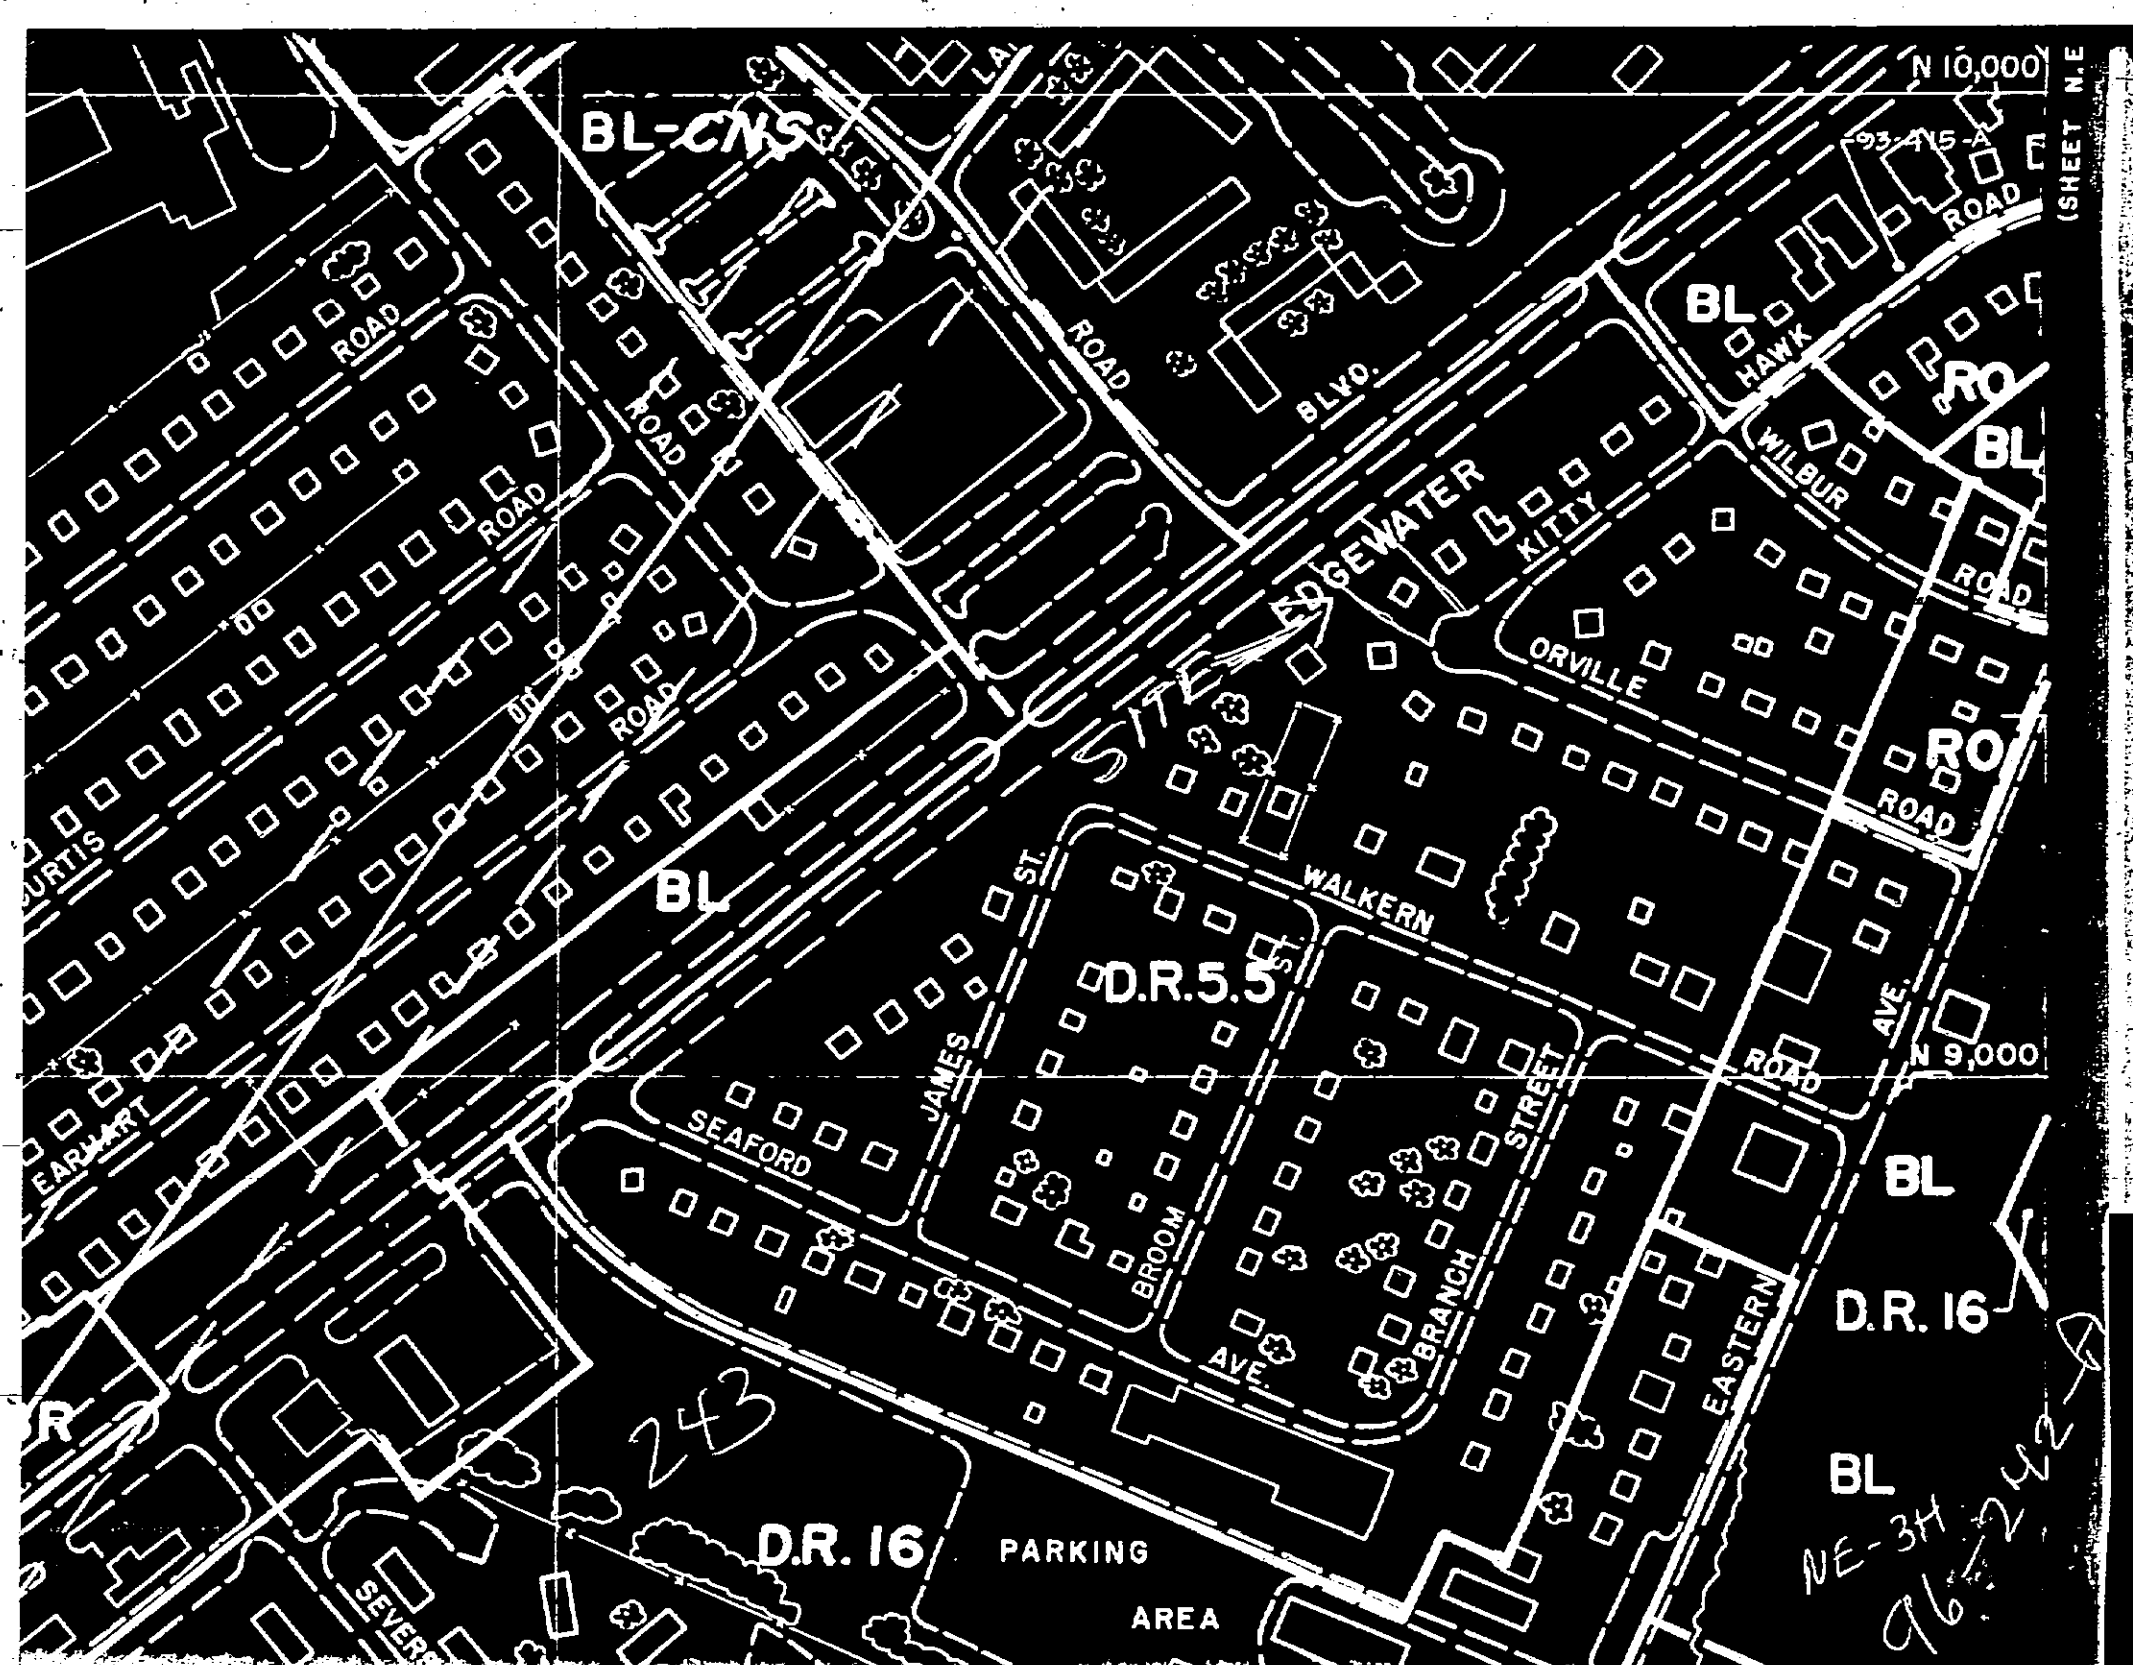 N 10,000
(SHEET N.E
LA
BL-CNS
93-415-A
ROAD
BL
HAWK
ROAD
ROAD
BLVD.
RO
ROAD
WILBUR
BL
ROAD
EDGEWATER
KITTY
ROAD
SITE
ORVILLE
ROAD
RO
ROAD
CURTIS
BL
ST.
WALKERN
ST.
D.R.5.5
AVE.
JAMES
STREET
ROAD
N 9,000
EARHART
SEAFORD
BL
BROOM
BRANCH
EASTERN
D.R. 16
AVE.
243
BL
D.R. 16
PARKING
NE-3H
96-242-A
AREA
SEVER